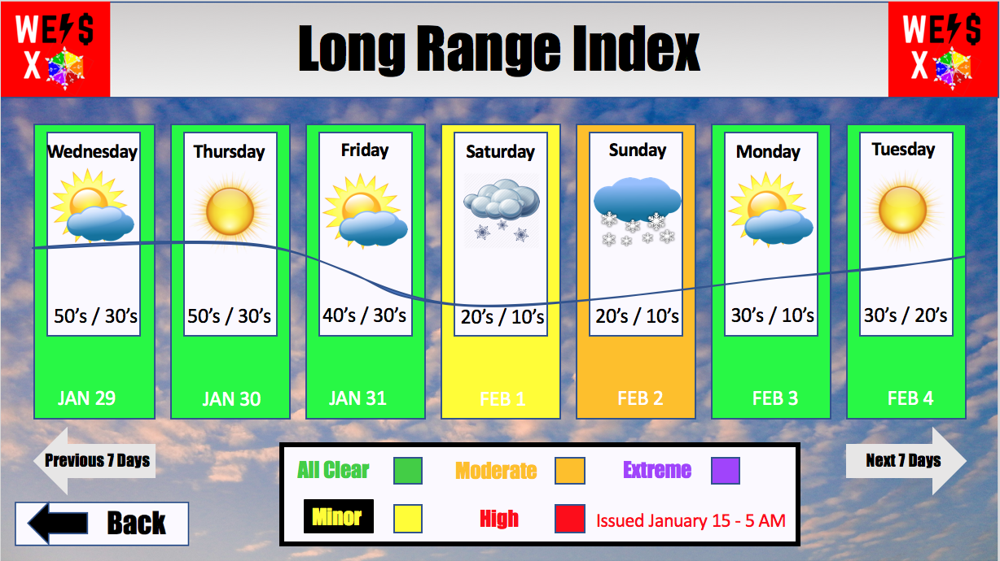 WE⚡$
X
Long Range Index
WE⚡$
X
Wednesday
50's / 30's
JAN 29
Thursday
50's / 30's
JAN 30
Friday
40's / 30's
JAN 31
Saturday
20's / 10's
FEB 1
Sunday
20's / 10's
FEB 2
Monday
30's / 10's
FEB 3
Tuesday
30's / 20's
FEB 4
Previous 7 Days
Next 7 Days
Back
All Clear
Moderate
Extreme
Minor
High
Issued January 15 - 5 AM